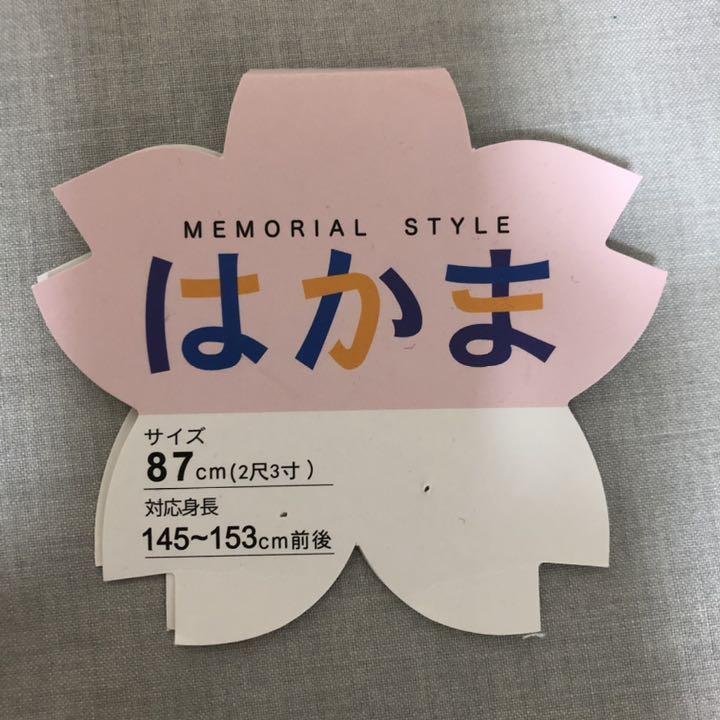 MEMORIAL STYLE
はかま
サイズ
87cm(2尺3寸)
対応身長
145~153cm前後